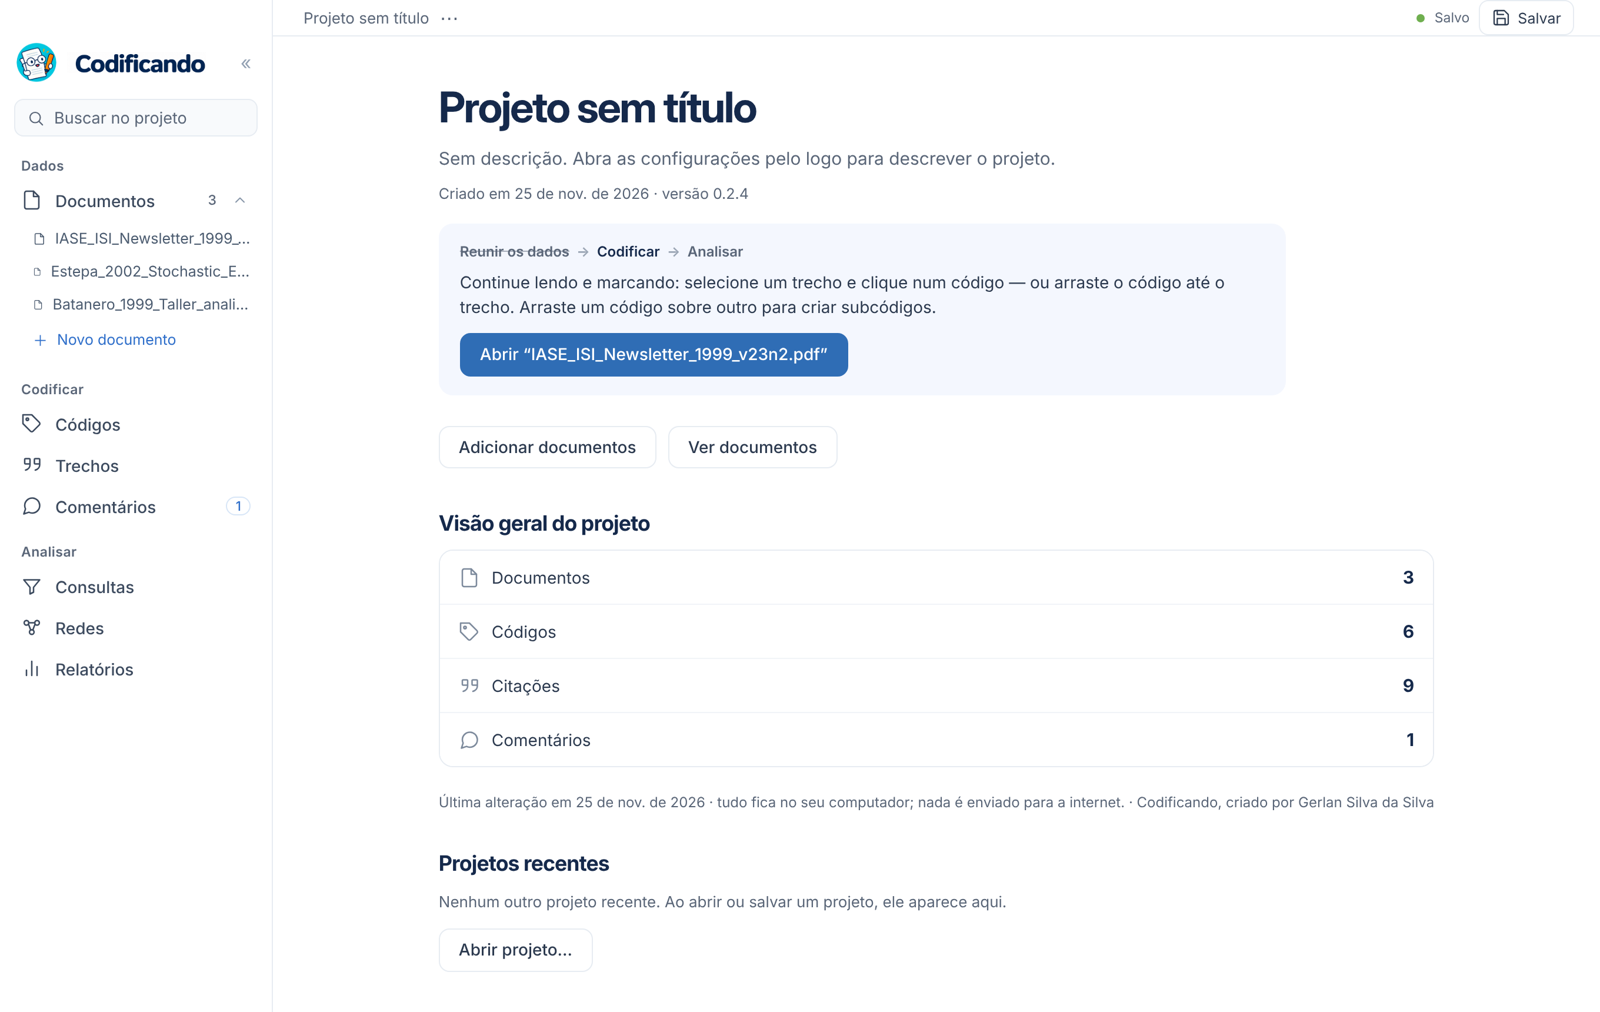 Projeto sem título ···
Salvo
Salvar
Codificando
«
Buscar no projeto
Dados
Documentos 3
IASE_ISI_Newsletter_1999_...
Estepa_2002_Stochastic_E...
Batanero_1999_Taller_anali...
+ Novo documento
Codificar
Códigos
Trechos
Comentários 1
Analisar
Consultas
Redes
Relatórios
Projeto sem título
Sem descrição. Abra as configurações pelo logo para descrever o projeto.
Criado em 25 de nov. de 2026 · versão 0.2.4
Reunir os dados → Codificar → Analisar
Continue lendo e marcando: selecione um trecho e clique num código — ou arraste o código até o
trecho. Arraste um código sobre outro para criar subcódigos.
Abrir “IASE_ISI_Newsletter_1999_v23n2.pdf”
Adicionar documentos
Ver documentos
Visão geral do projeto
Documentos 3
Códigos 6
Citações 9
Comentários 1
Última alteração em 25 de nov. de 2026 · tudo fica no seu computador; nada é enviado para a internet. · Codificando, criado por Gerlan Silva da Silva
Projetos recentes
Nenhum outro projeto recente. Ao abrir ou salvar um projeto, ele aparece aqui.
Abrir projeto...